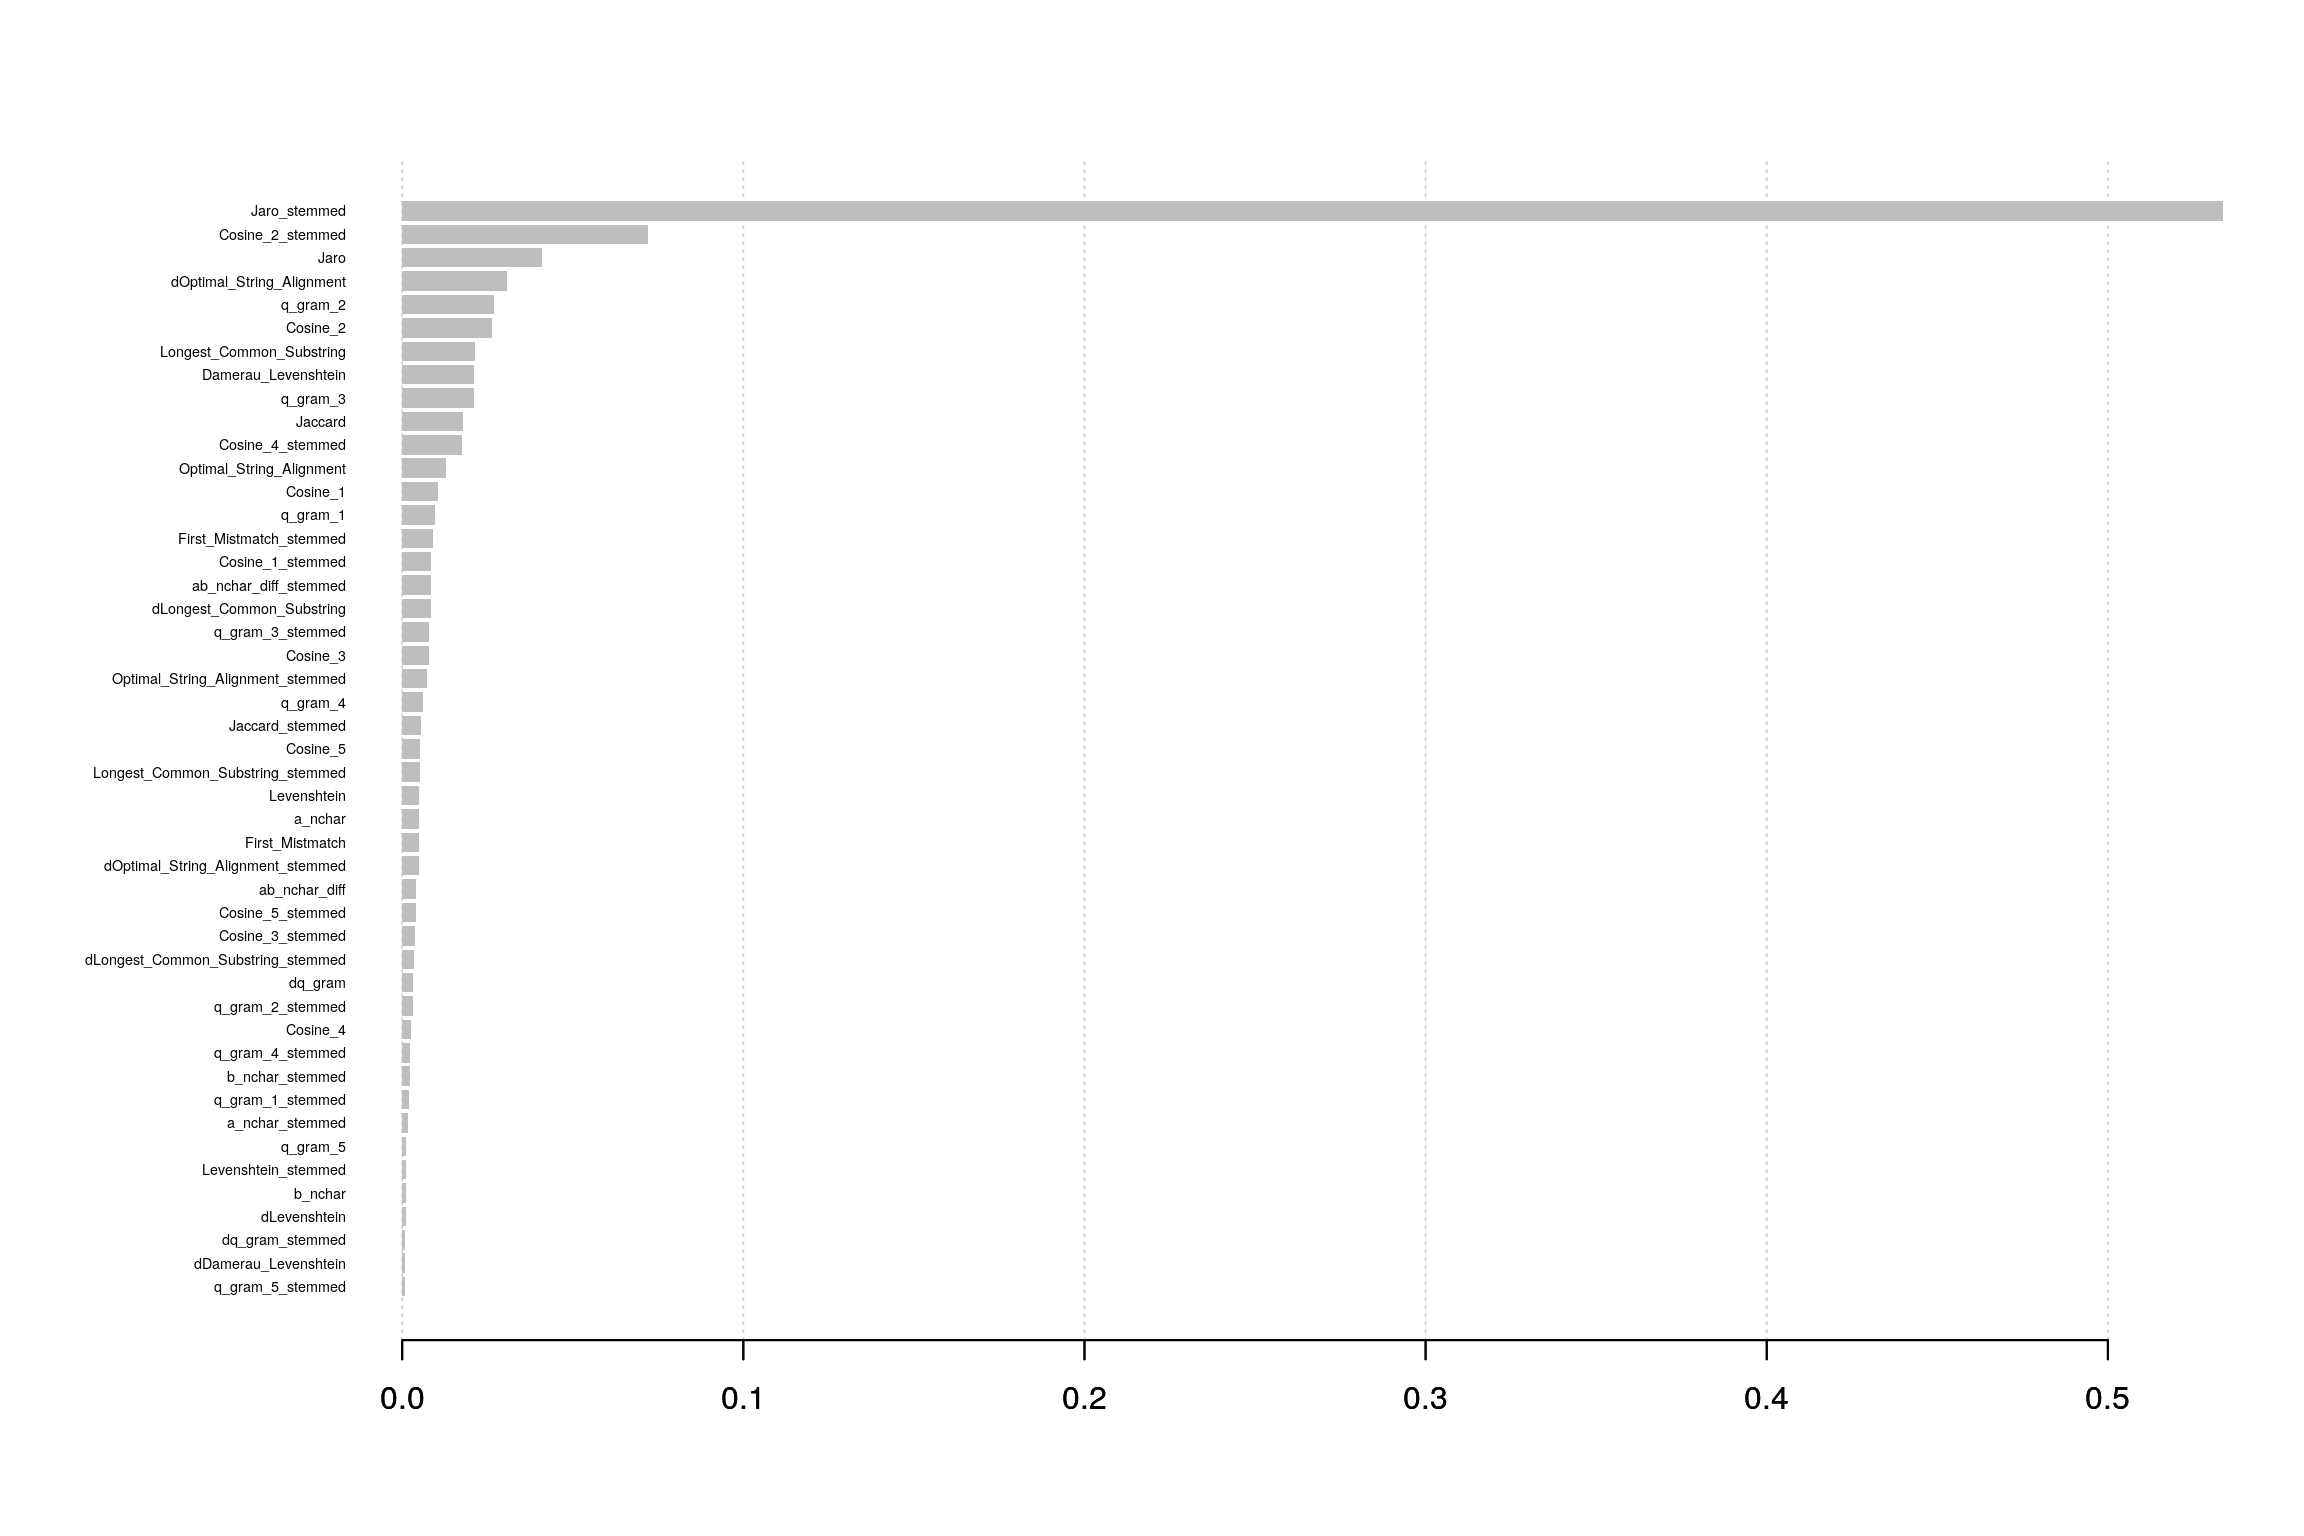 Jaro_stemmed
Cosine_2_stemmed
Jaro
dOptimal_String_Alignment
q_gram_2
Cosine_2
Longest_Common_Substring
Damerau_Levenshtein
q_gram_3
Jaccard
Cosine_4_stemmed
Optimal_String_Alignment
Cosine_1
q_gram_1
First_Mistmatch_stemmed
Cosine_1_stemmed
ab_nchar_diff_stemmed
dLongest_Common_Substring
q_gram_3_stemmed
Cosine_3
Optimal_String_Alignment_stemmed
q_gram_4
Jaccard_stemmed
Cosine_5
Longest_Common_Substring_stemmed
Levenshtein
a_nchar
First_Mistmatch
dOptimal_String_Alignment_stemmed
ab_nchar_diff
Cosine_5_stemmed
Cosine_3_stemmed
dLongest_Common_Substring_stemmed
dq_gram
q_gram_2_stemmed
Cosine_4
q_gram_4_stemmed
b_nchar_stemmed
q_gram_1_stemmed
a_nchar_stemmed
q_gram_5
Levenshtein_stemmed
b_nchar
dLevenshtein
dq_gram_stemmed
dDamerau_Levenshtein
q_gram_5_stemmed
0.0 0.1 0.2 0.3 0.4 0.5